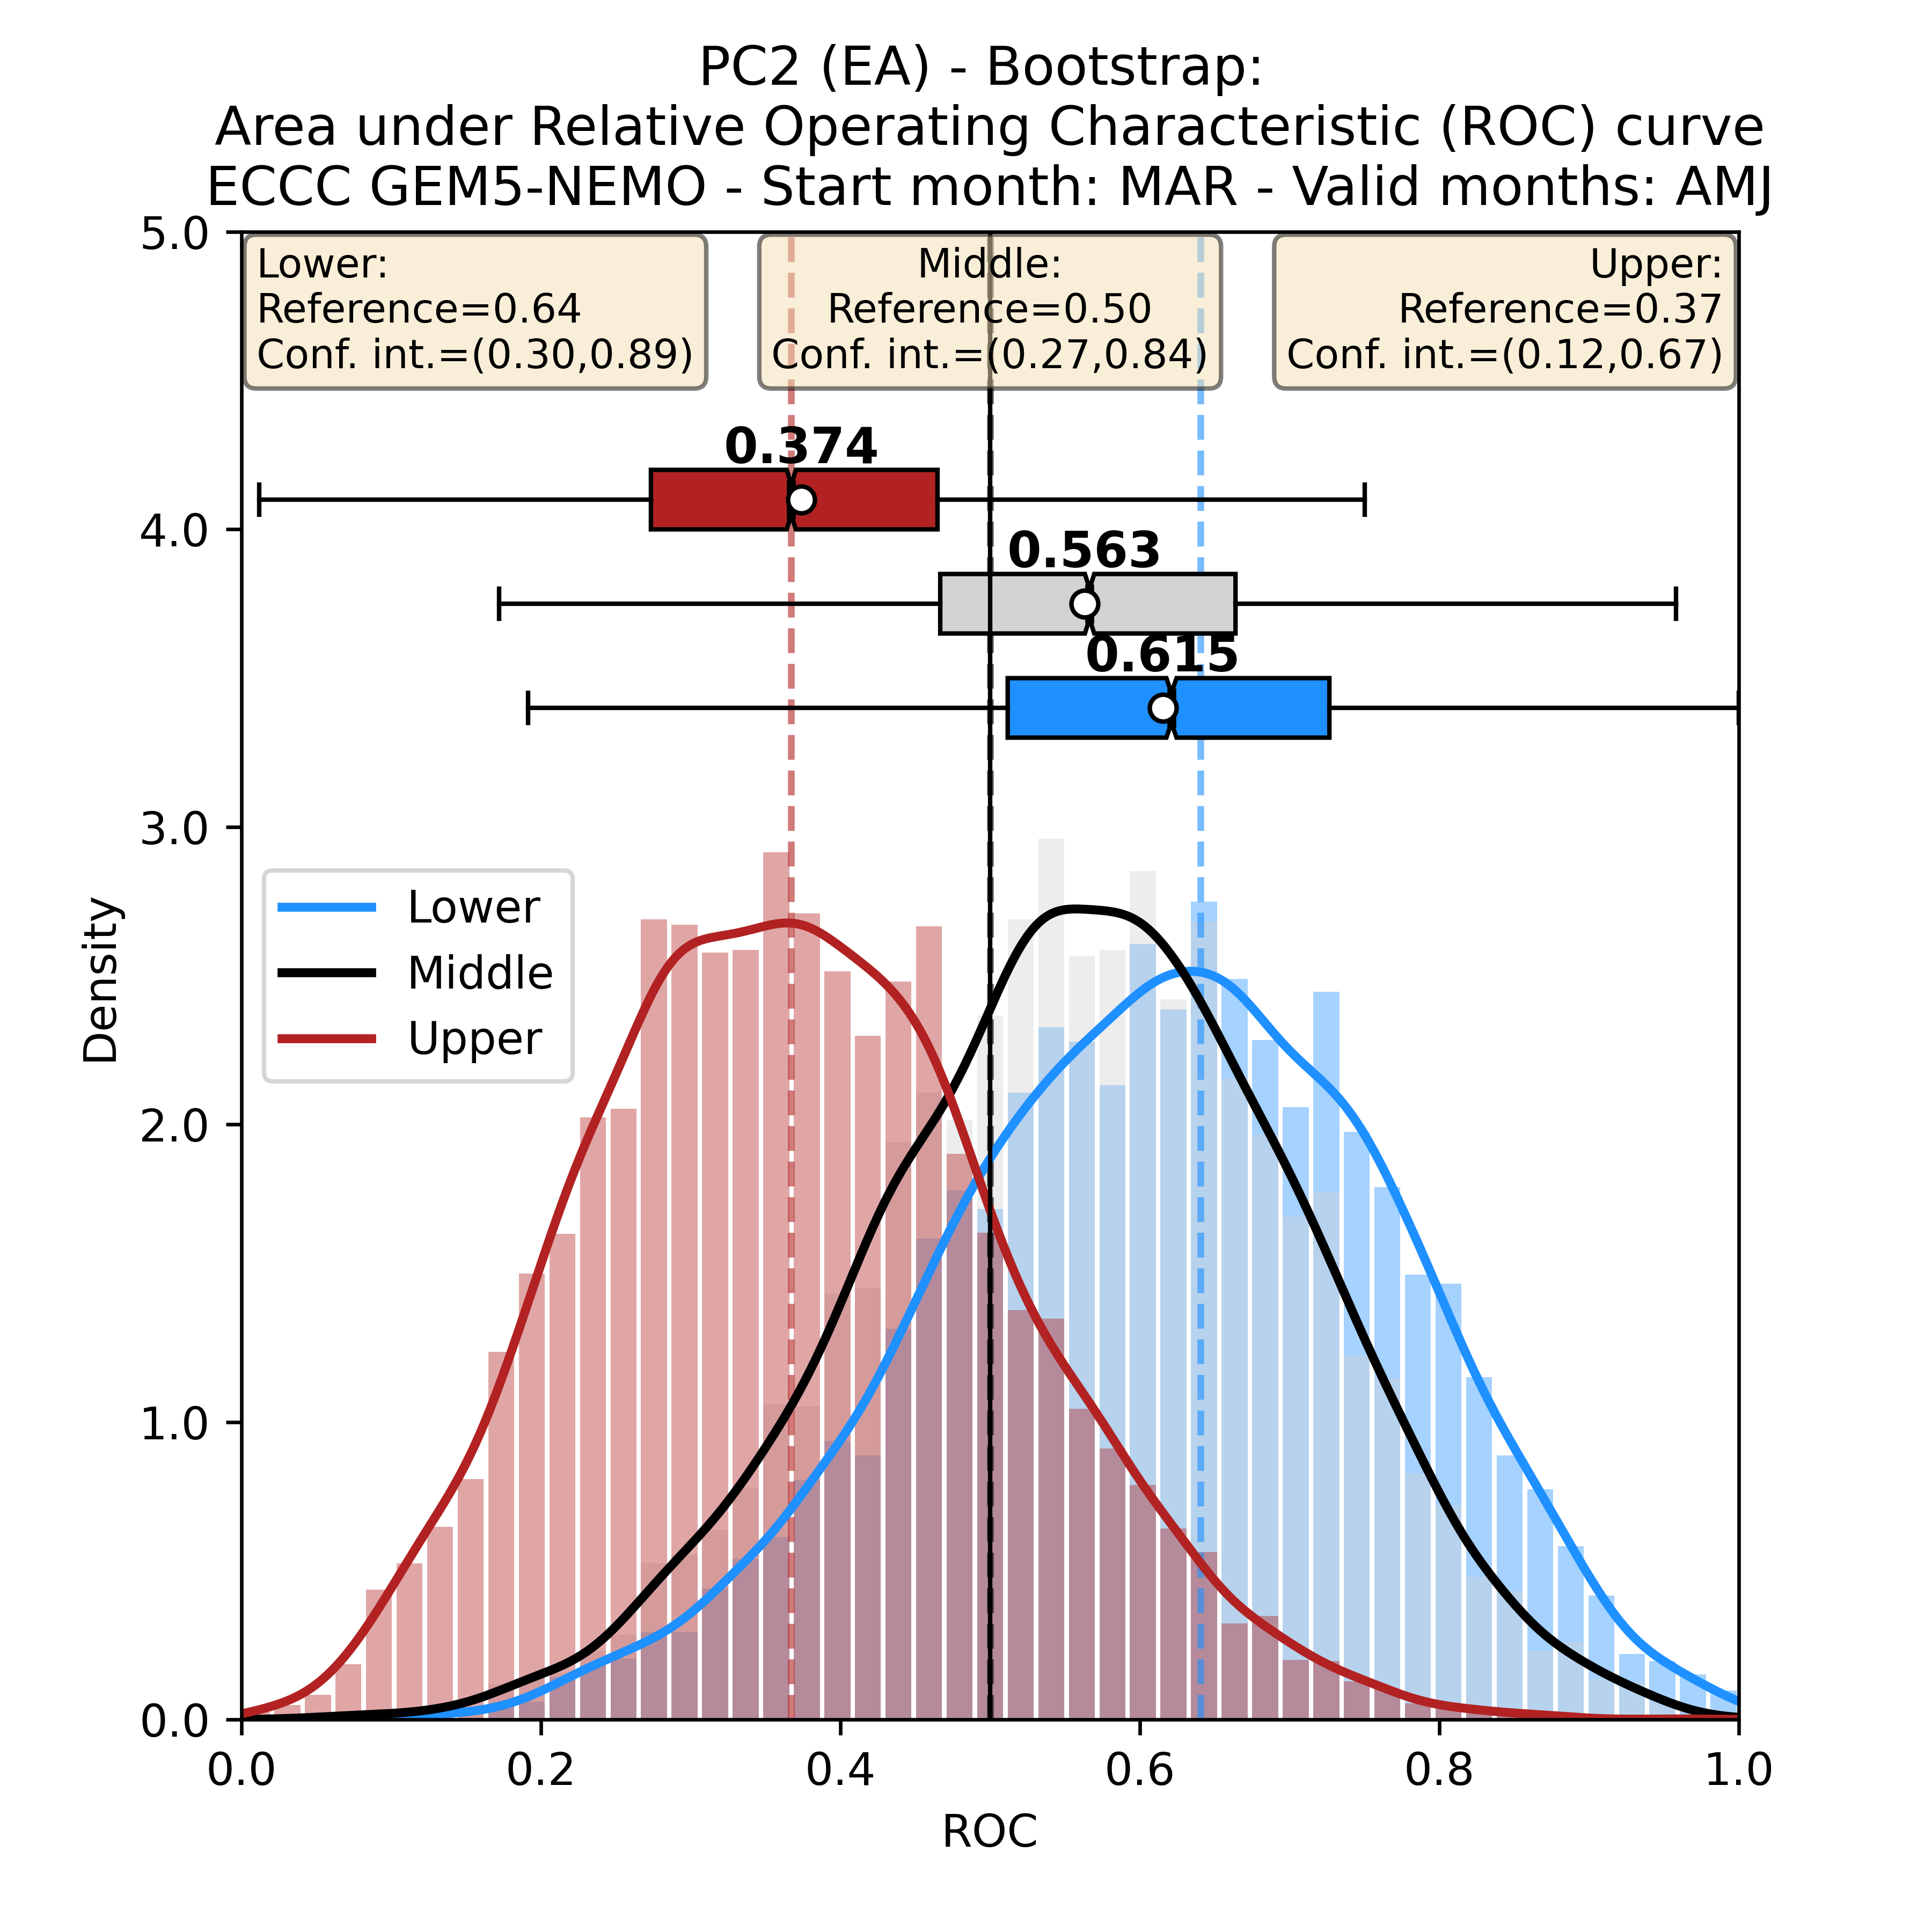 PC2 (EA) - Bootstrap:
Area under Relative Operating Characteristic (ROC) curve
ECCC GEM5-NEMO - Start month: MAR - Valid months: AMJ
Lower:
Reference=0.64
Conf. int.=(0.30,0.89)
Middle:
Reference=0.50
Conf. int.=(0.27,0.84)
Upper:
Reference=0.37
Conf. int.=(0.12,0.67)
0.374
0.563
0.615
Lower
Middle
Upper
Density
5.0
4.0
3.0
2.0
1.0
0.0
0.0
0.2
0.4
0.6
0.8
1.0
ROC